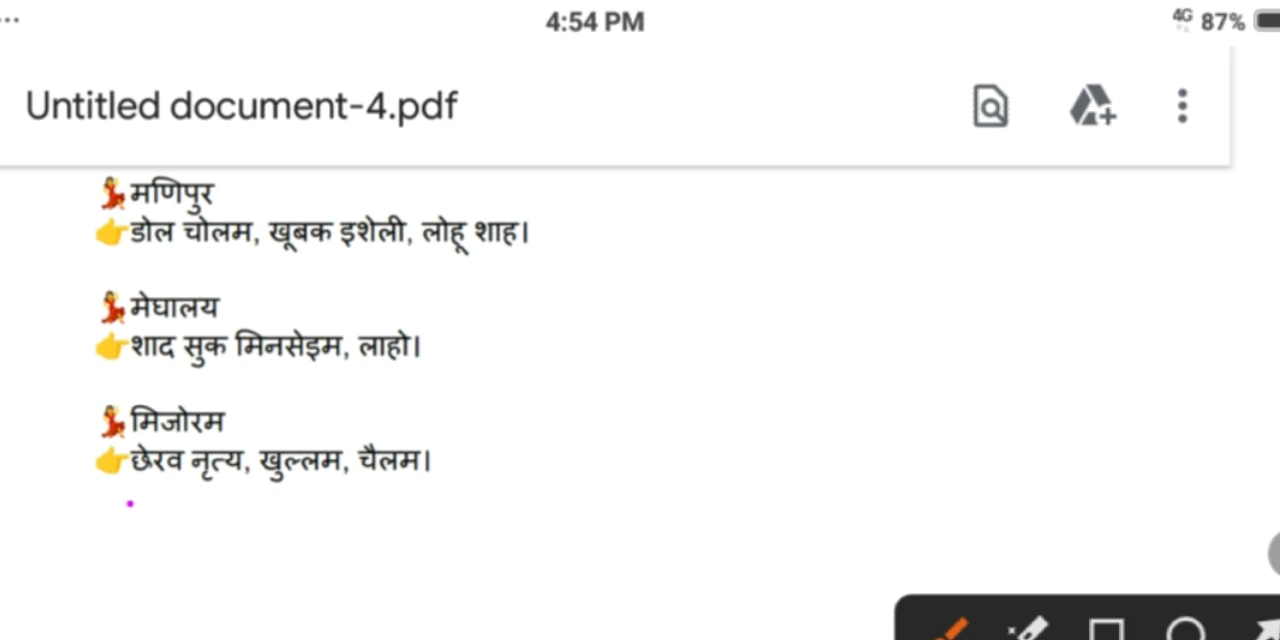 4:54 PM
4G 87%
Untitled document-4.pdf
💃मणिपुर
👉डोल चोलम, खूबक इशेली, लोहू शाह।
💃मेघालय
👉शाद सुक मिनसेइम, लाहो।
💃मिजोरम
👉छेरव नृत्य, खुल्लम, चैलम।